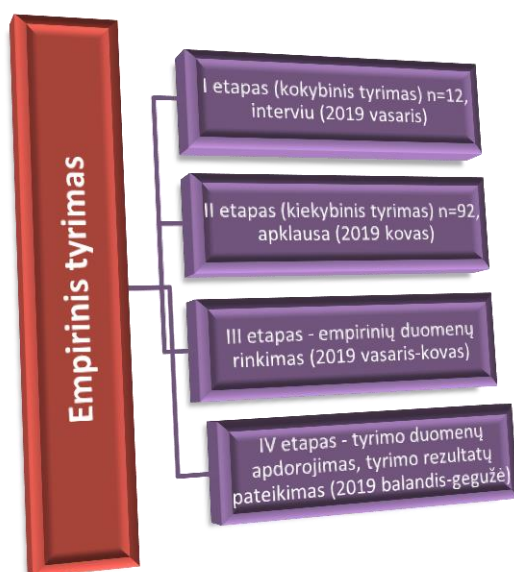 Empirinis tyrimas
I etapas (kokybinis tyrimas) n=12,
interviu (2019 vasaris)
II etapas (kiekybinis tyrimas) n=92,
apklausa (2019 kovas)
III etapas - empirinių duomenų
rinkimas (2019 vasaris-kovas)
IV etapas - tyrimo duomenų
apdorojimas, tyrimo rezultatų
pateikimas (2019 balandis-gegužė)